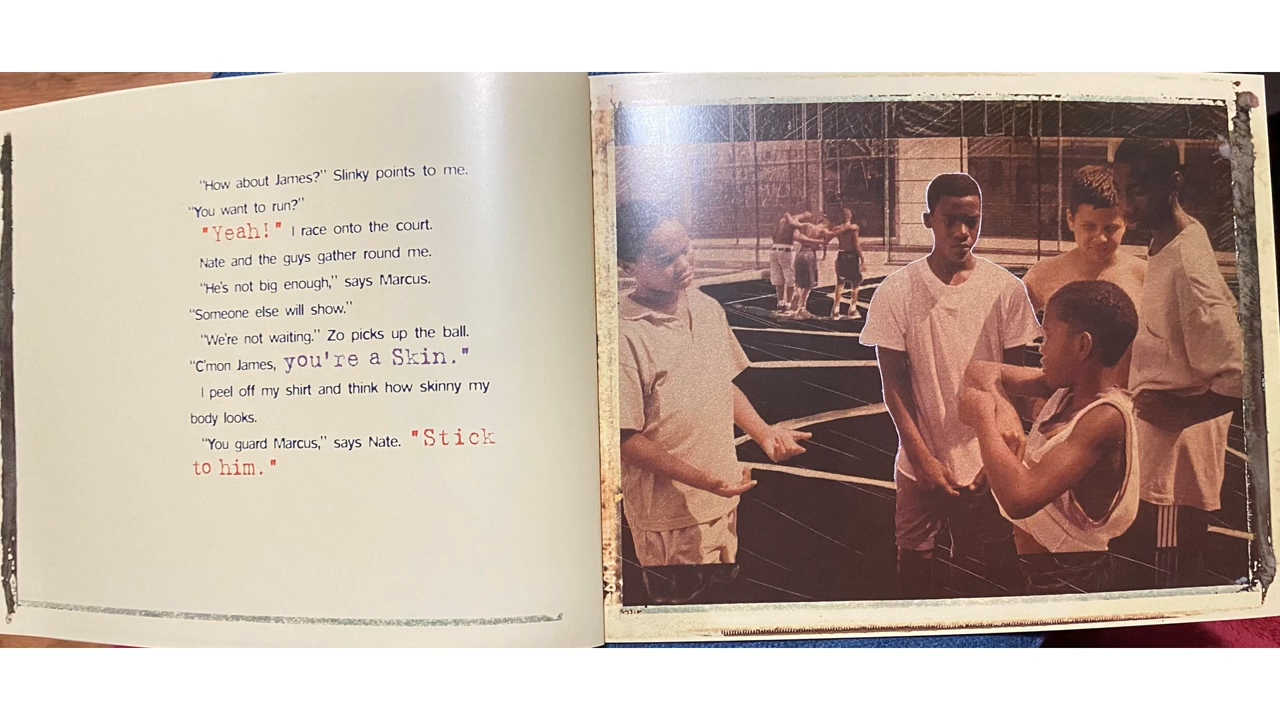 "How about James?" Slinky points to me.
"You want to run?"
"Yeah!" I race onto the court.
Nate and the guys gather round me.
"He's not big enough," says Marcus.
"Someone else will show."
"We're not waiting." Zo picks up the ball.
"C'mon James, you're a Skin."
I peel off my shirt and think how skinny my
body looks.
"You guard Marcus," says Nate. "Stick
to him."